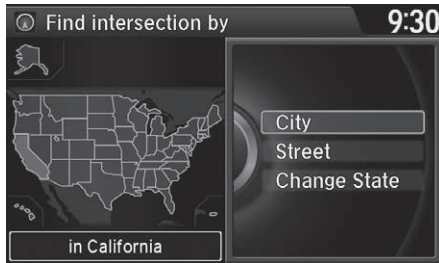 Find intersection by
9:30
City
Street
Change State
in California